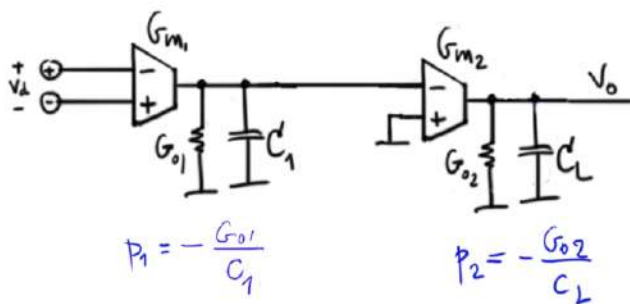 Gm1
Gm2
+
Vd
-
+
-
-
+
-
+
Vo
Go1
C1
Go2
CL
p1 = - Go1/C1
p2 = - Go2/CL